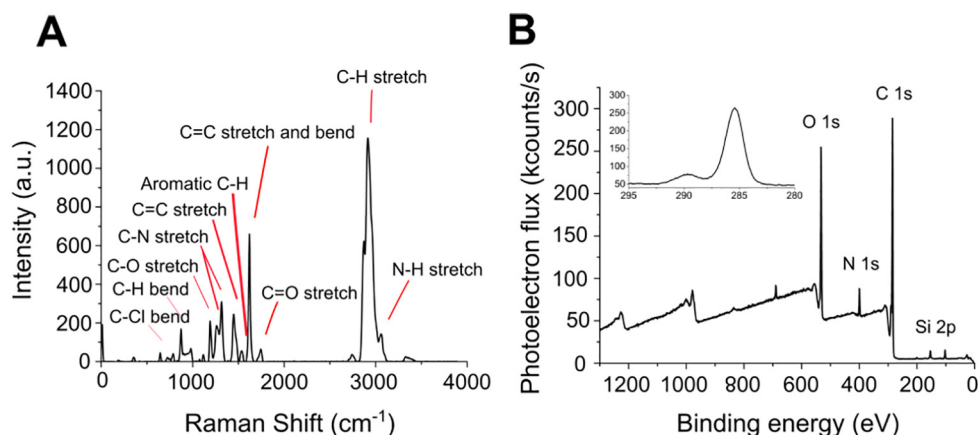 A
Intensity (a.u.)
1400
1200
1000
800
600
400
200
0
C-H stretch
C=C stretch and bend
Aromatic C-H
C=C stretch
C-N stretch
C-O stretch
C-H bend
C-Cl bend
C=O stretch
N-H stretch
0
1000
2000
3000
4000
Raman Shift (cm⁻¹)
B
Photoelectron flux (kcounts/s)
300
250
200
150
100
50
0
300
250
200
150
100
50
295
290
285
280
O 1s
C 1s
N 1s
Si 2p
1200
1000
800
600
400
200
0
Binding energy (eV)